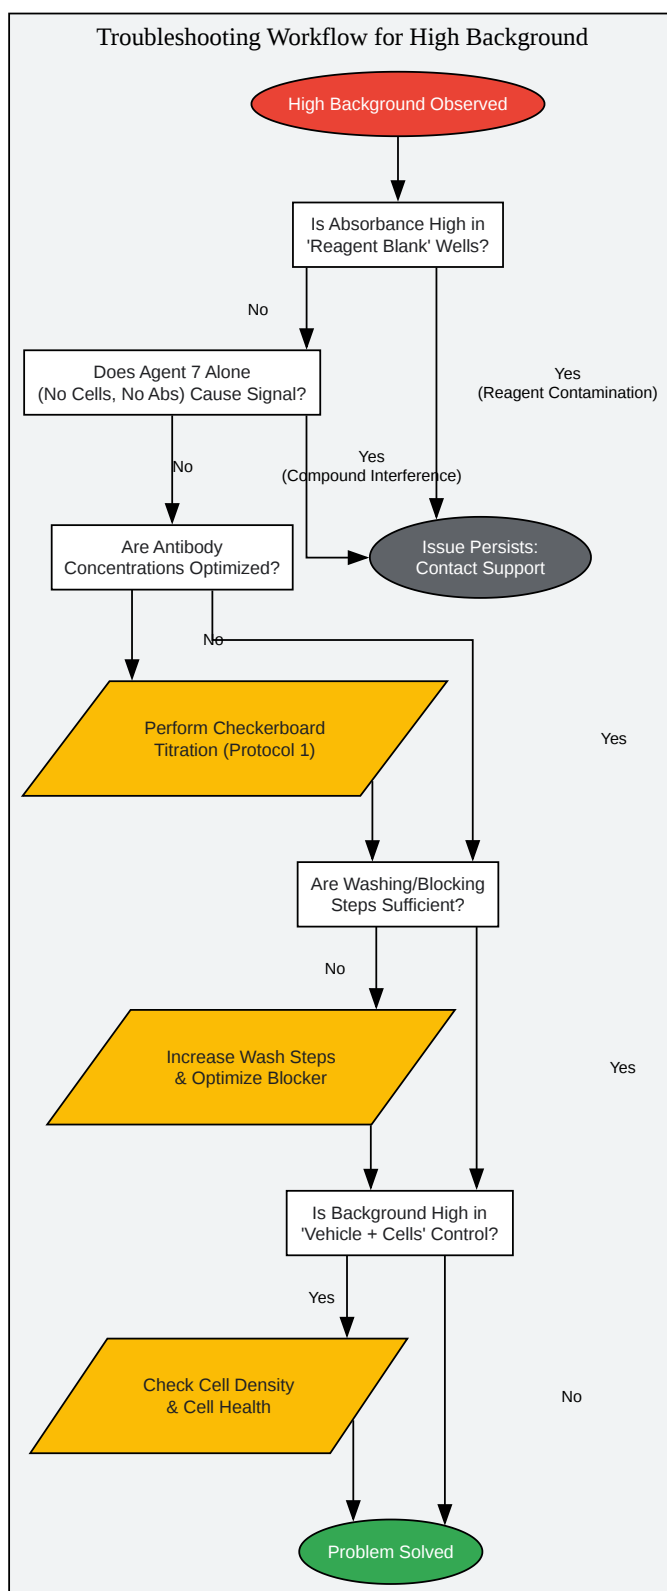 Troubleshooting Workflow for High Background
High Background Observed
Is Absorbance High in
'Reagent Blank' Wells?
No
Yes
(Reagent Contamination)
Does Agent 7 Alone
(No Cells, No Abs) Cause Signal?
No
Yes
(Compound Interference)
Are Antibody
Concentrations Optimized?
Issue Persists:
Contact Support
No
Perform Checkerboard
Titration (Protocol 1)
Yes
Are Washing/Blocking
Steps Sufficient?
No
Increase Wash Steps
& Optimize Blocker
Yes
Is Background High in
'Vehicle + Cells' Control?
Yes
Check Cell Density
& Cell Health
No
Problem Solved